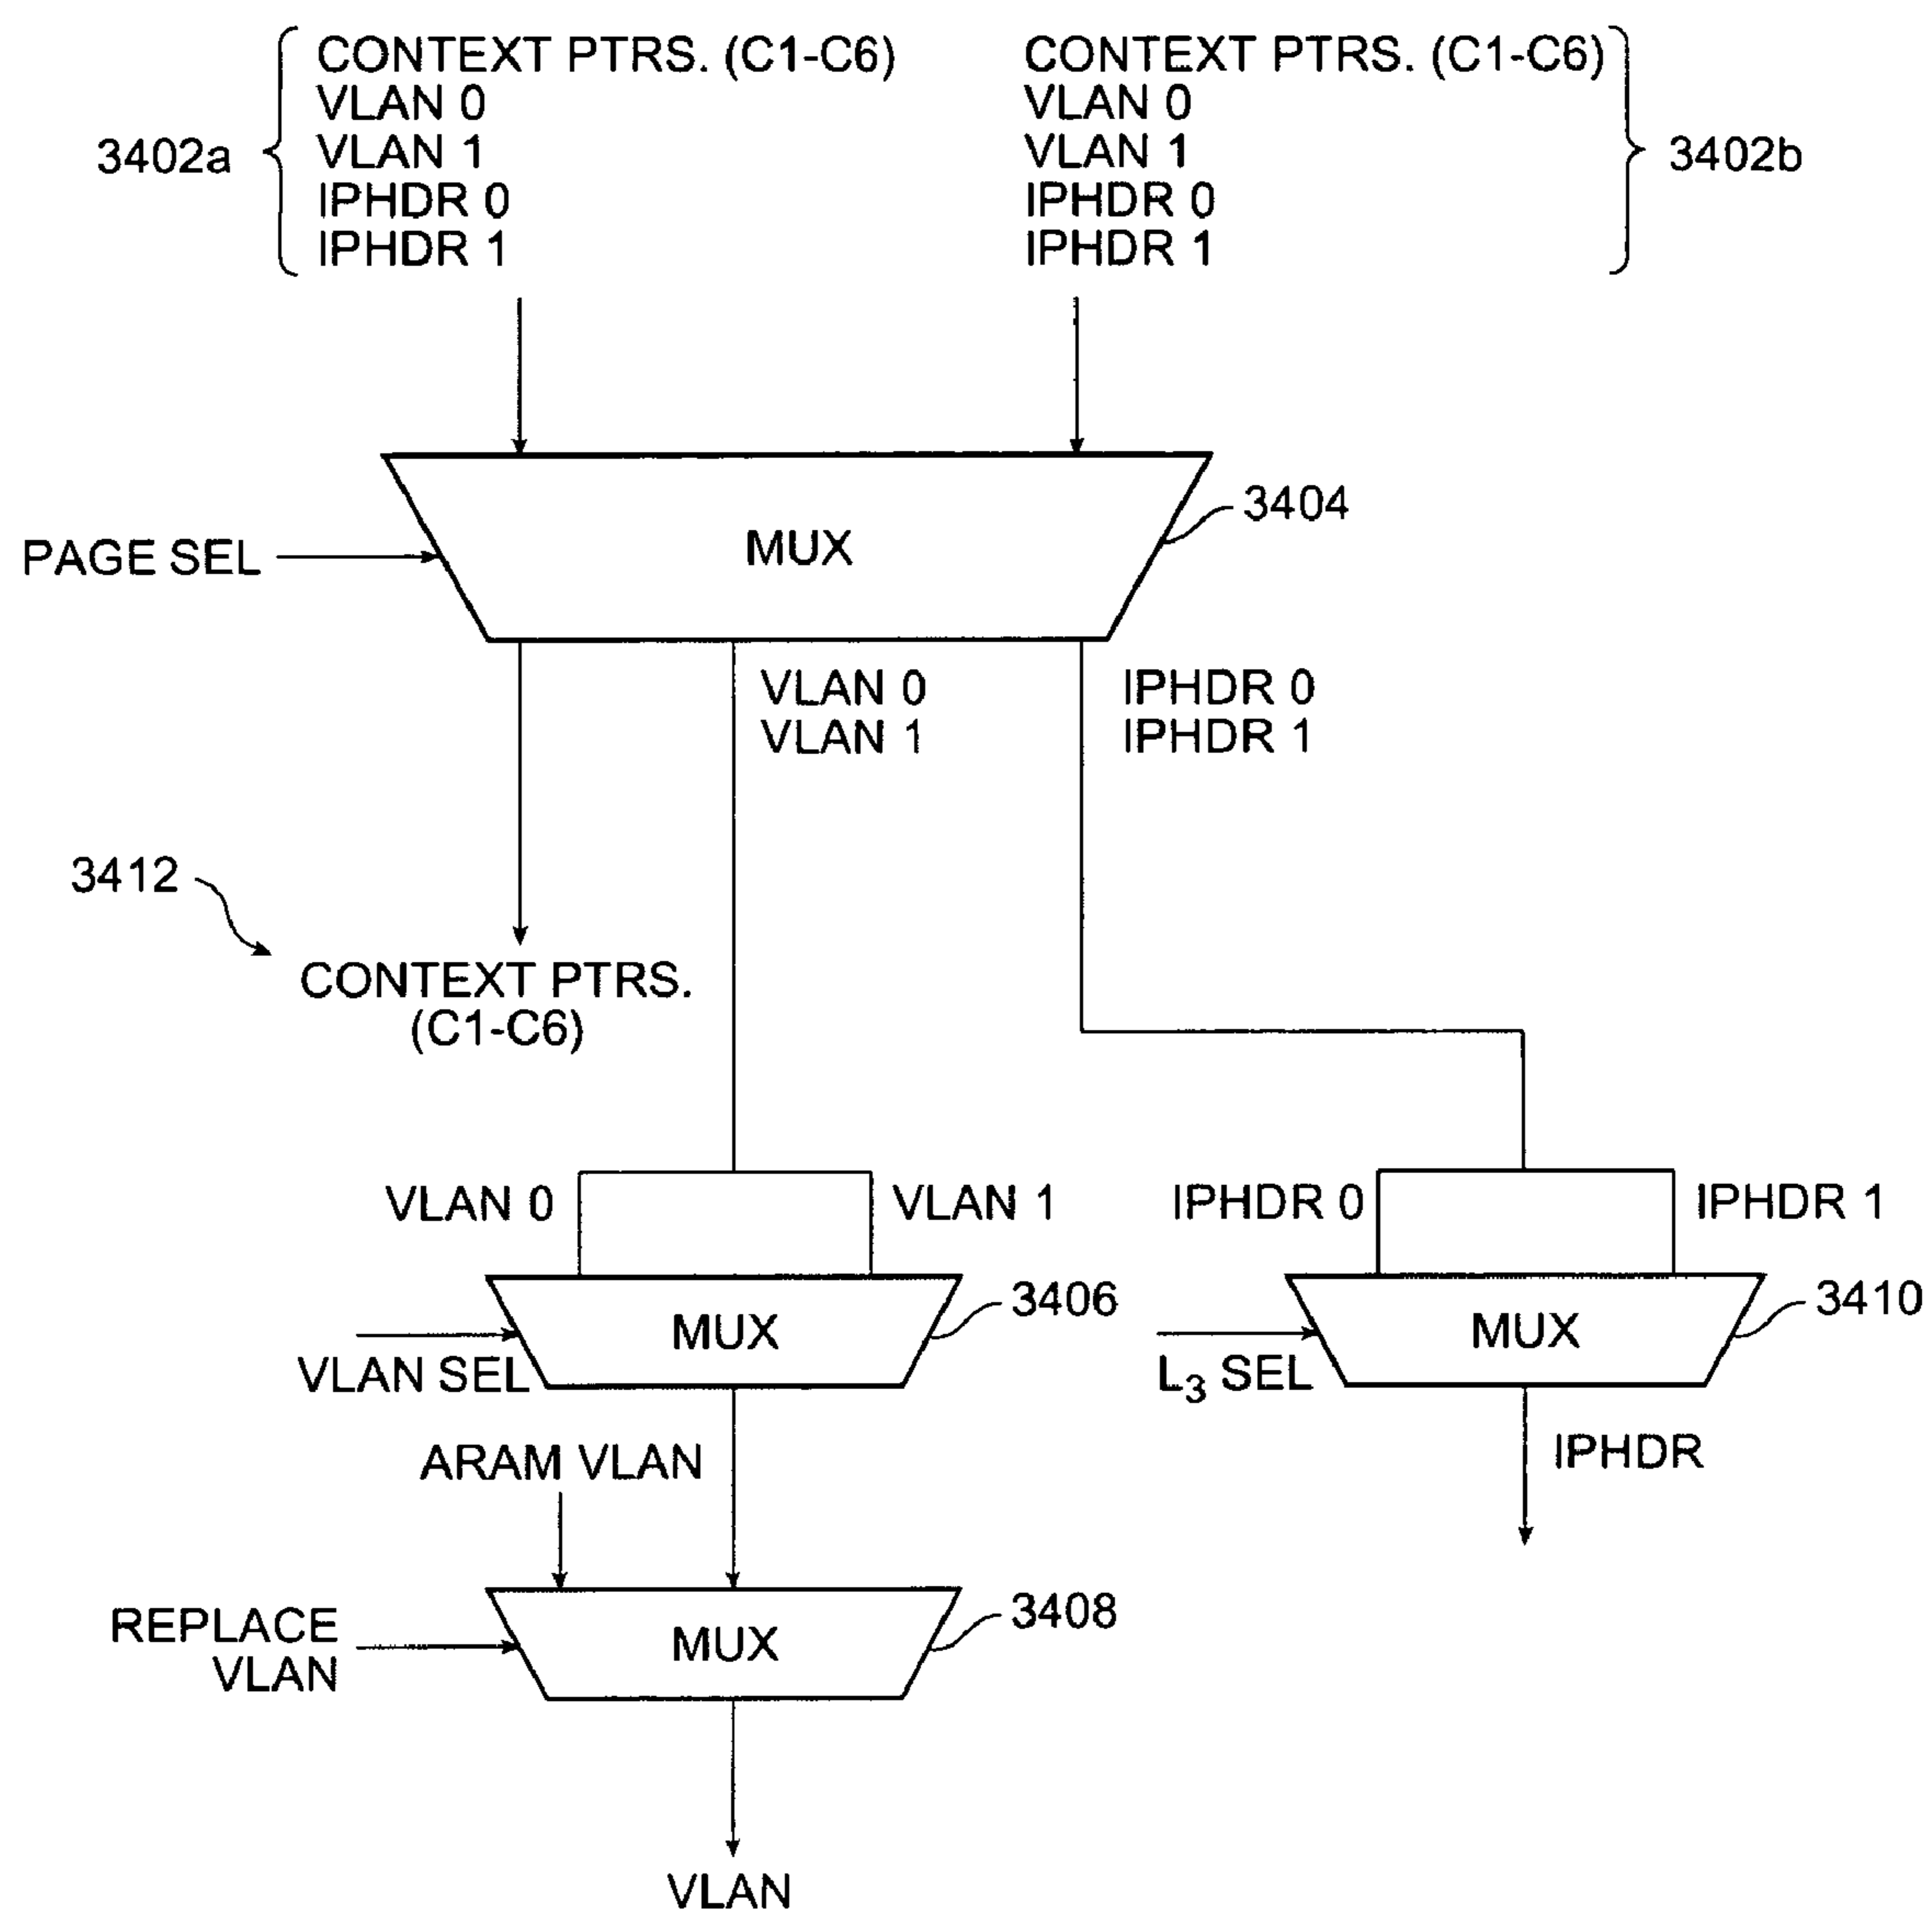 3402a
CONTEXT PTRS. (C1-C6)
VLAN 0
VLAN 1
IPHDR 0
IPHDR 1
CONTEXT PTRS. (C1-C6)
VLAN 0
VLAN 1
IPHDR 0
IPHDR 1
3402b
PAGE SEL
MUX
3404
VLAN 0
VLAN 1
IPHDR 0
IPHDR 1
3412
CONTEXT PTRS.
(C1-C6)
VLAN 0
VLAN 1
IPHDR 0
IPHDR 1
VLAN SEL
MUX
3406
L3 SEL
MUX
3410
ARAM VLAN
IPHDR
REPLACE
VLAN
MUX
3408
VLAN